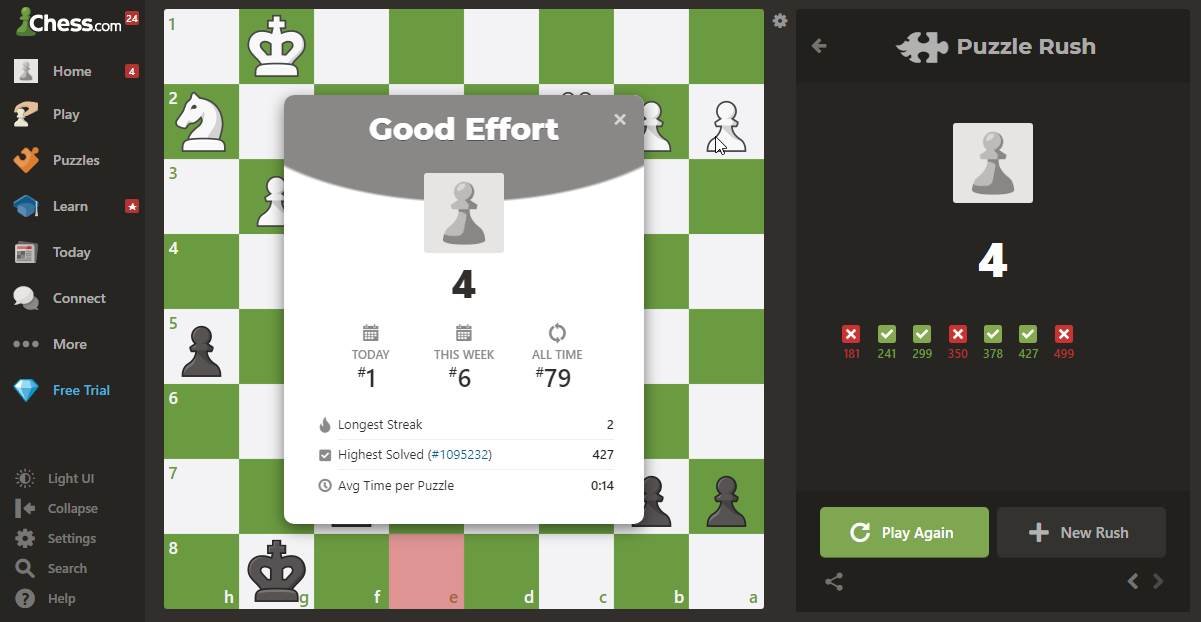 Chess.com 24
Home 4
Play
Puzzles
Learn
Today
Connect
More
Free Trial
Light UI
Collapse
Settings
Search
Help
1
2
3
4
5
6
7
8
h g f e d c b a
Good Effort
×
4
TODAY THIS WEEK ALL TIME
#1 #6 #79
Longest Streak 2
Highest Solved (#1095232) 427
Avg Time per Puzzle 0:14
Puzzle Rush
4
181 241 299 350 378 427 499
Play Again New Rush